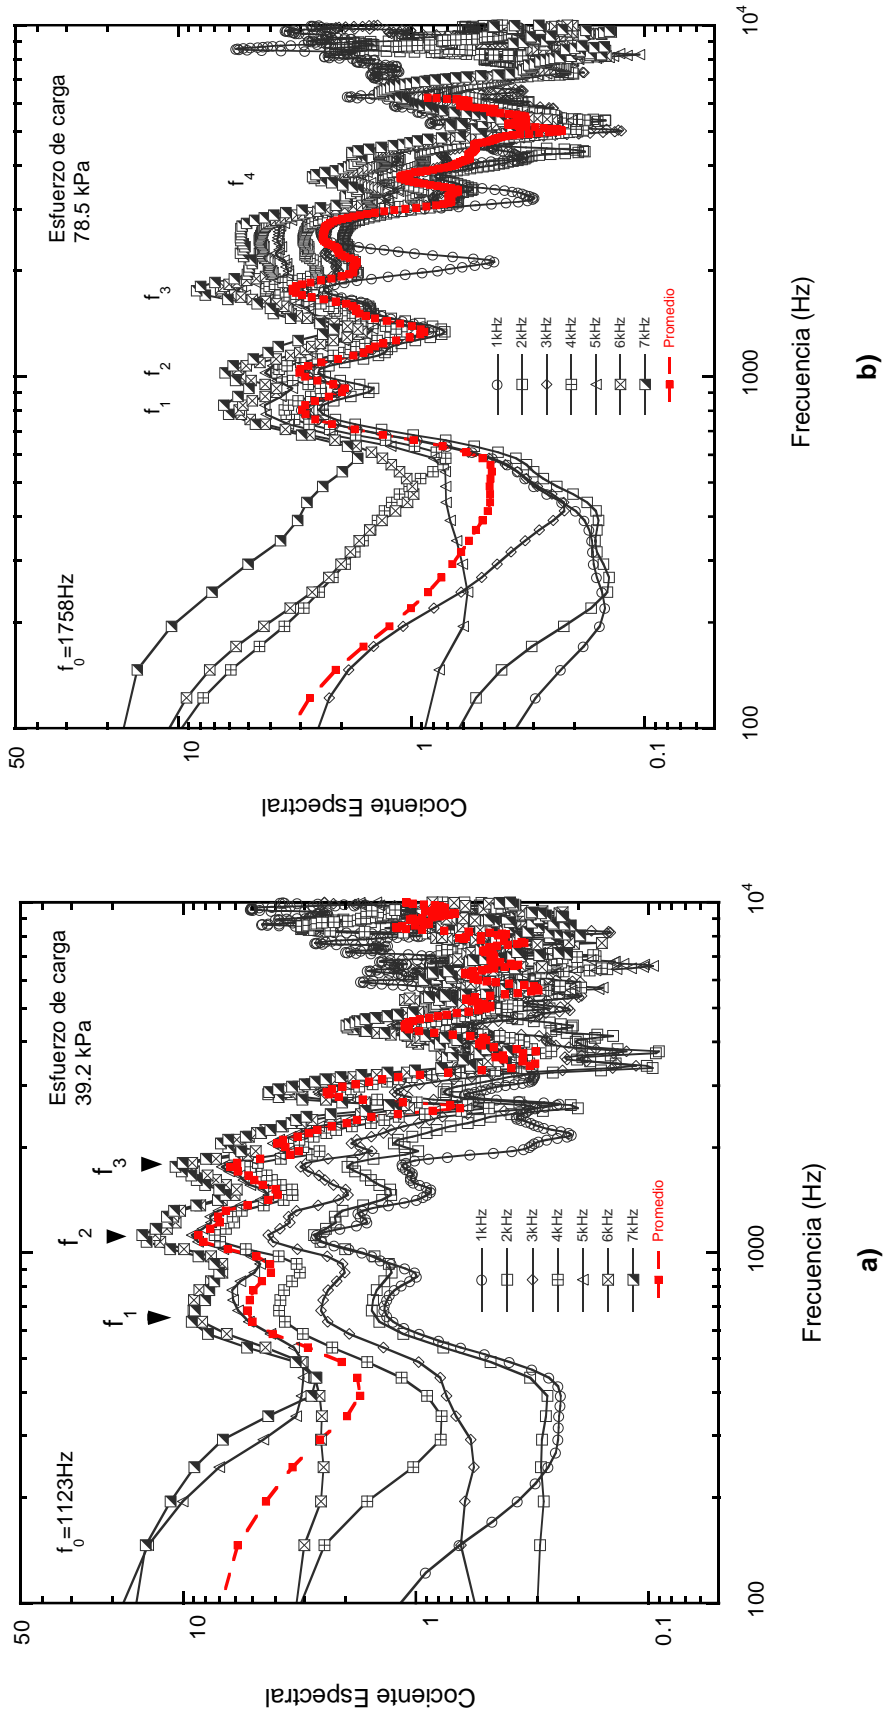 Esfuerzo de carga
39.2 kPa
f0=1123Hz
f1
f2
f3
50
10
1
0.1
Cociente Espectral
100
1000
10^4
Frecuencia (Hz)
1kHz
2kHz
3kHz
4kHz
5kHz
6kHz
7kHz
Promedio
a)
Esfuerzo de carga
78.5 kPa
f0=1758Hz
f1
f2
f3
f4
50
10
1
0.1
Cociente Espectral
100
1000
10^4
Frecuencia (Hz)
1kHz
2kHz
3kHz
4kHz
5kHz
6kHz
7kHz
Promedio
b)